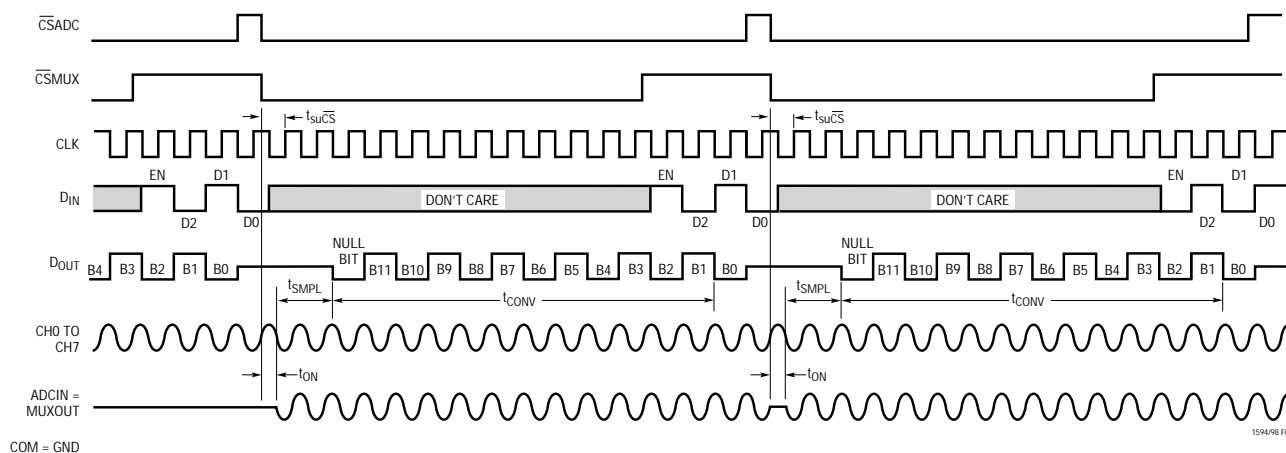 CSADC
CSMUX
tsuCS tsuCS
CLK
EN D1 EN D1 EN D1
DIN DON'T CARE DON'T CARE
D2 D0 D2 D0 D2 D0
NULL BIT NULL BIT
DOUT B4 B3 B2 B1 B0 B11 B10 B9 B8 B7 B6 B5 B4 B3 B2 B1 B0 B11 B10 B9 B8 B7 B6 B5 B4 B3 B2 B1 B0
tSMPL tCONV tSMPL tCONV
CH0 TO
CH7
tON tON
ADCIN =
MUXOUT
1594/98
COM = GND